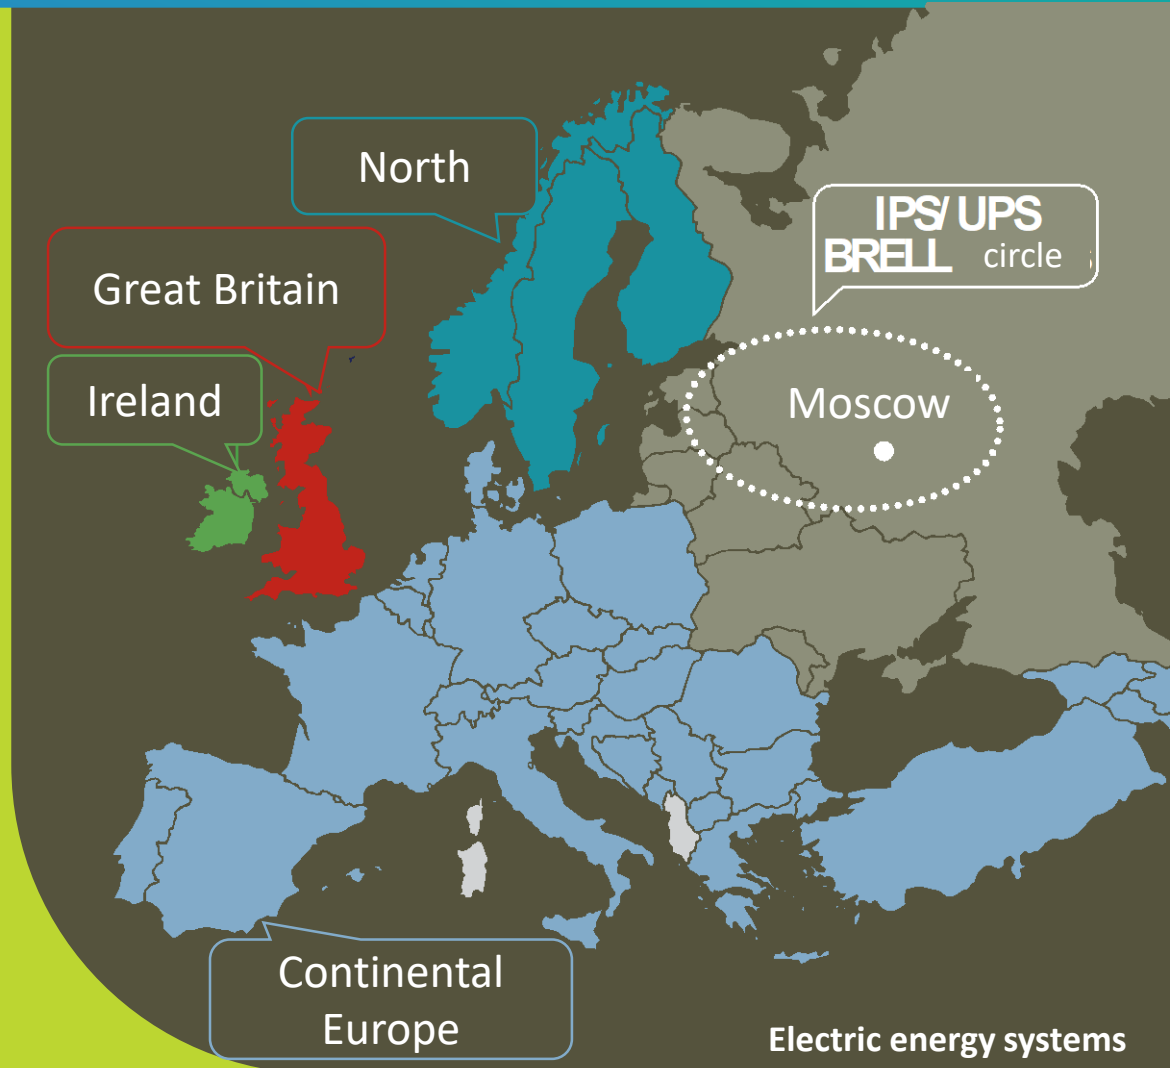 North
IPS/ UPS
BRELL circle
Great Britain
Ireland
Moscow
Continental
Europe
Electric energy systems